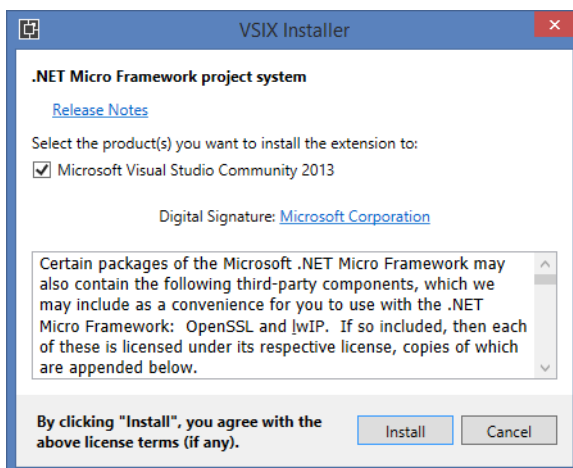 VSIX Installer
.NET Micro Framework project system
Release Notes
Select the product(s) you want to install the extension to:
Microsoft Visual Studio Community 2013
Digital Signature: Microsoft Corporation
Certain packages of the Microsoft .NET Micro Framework may
also contain the following third-party components, which we
may include as a convenience for you to use with the .NET
Micro Framework:  OpenSSL and lwIP.  If so included, then each
of these is licensed under its respective license, copies of which
are appended below.
By clicking "Install", you agree with the
above license terms (if any).
Install
Cancel